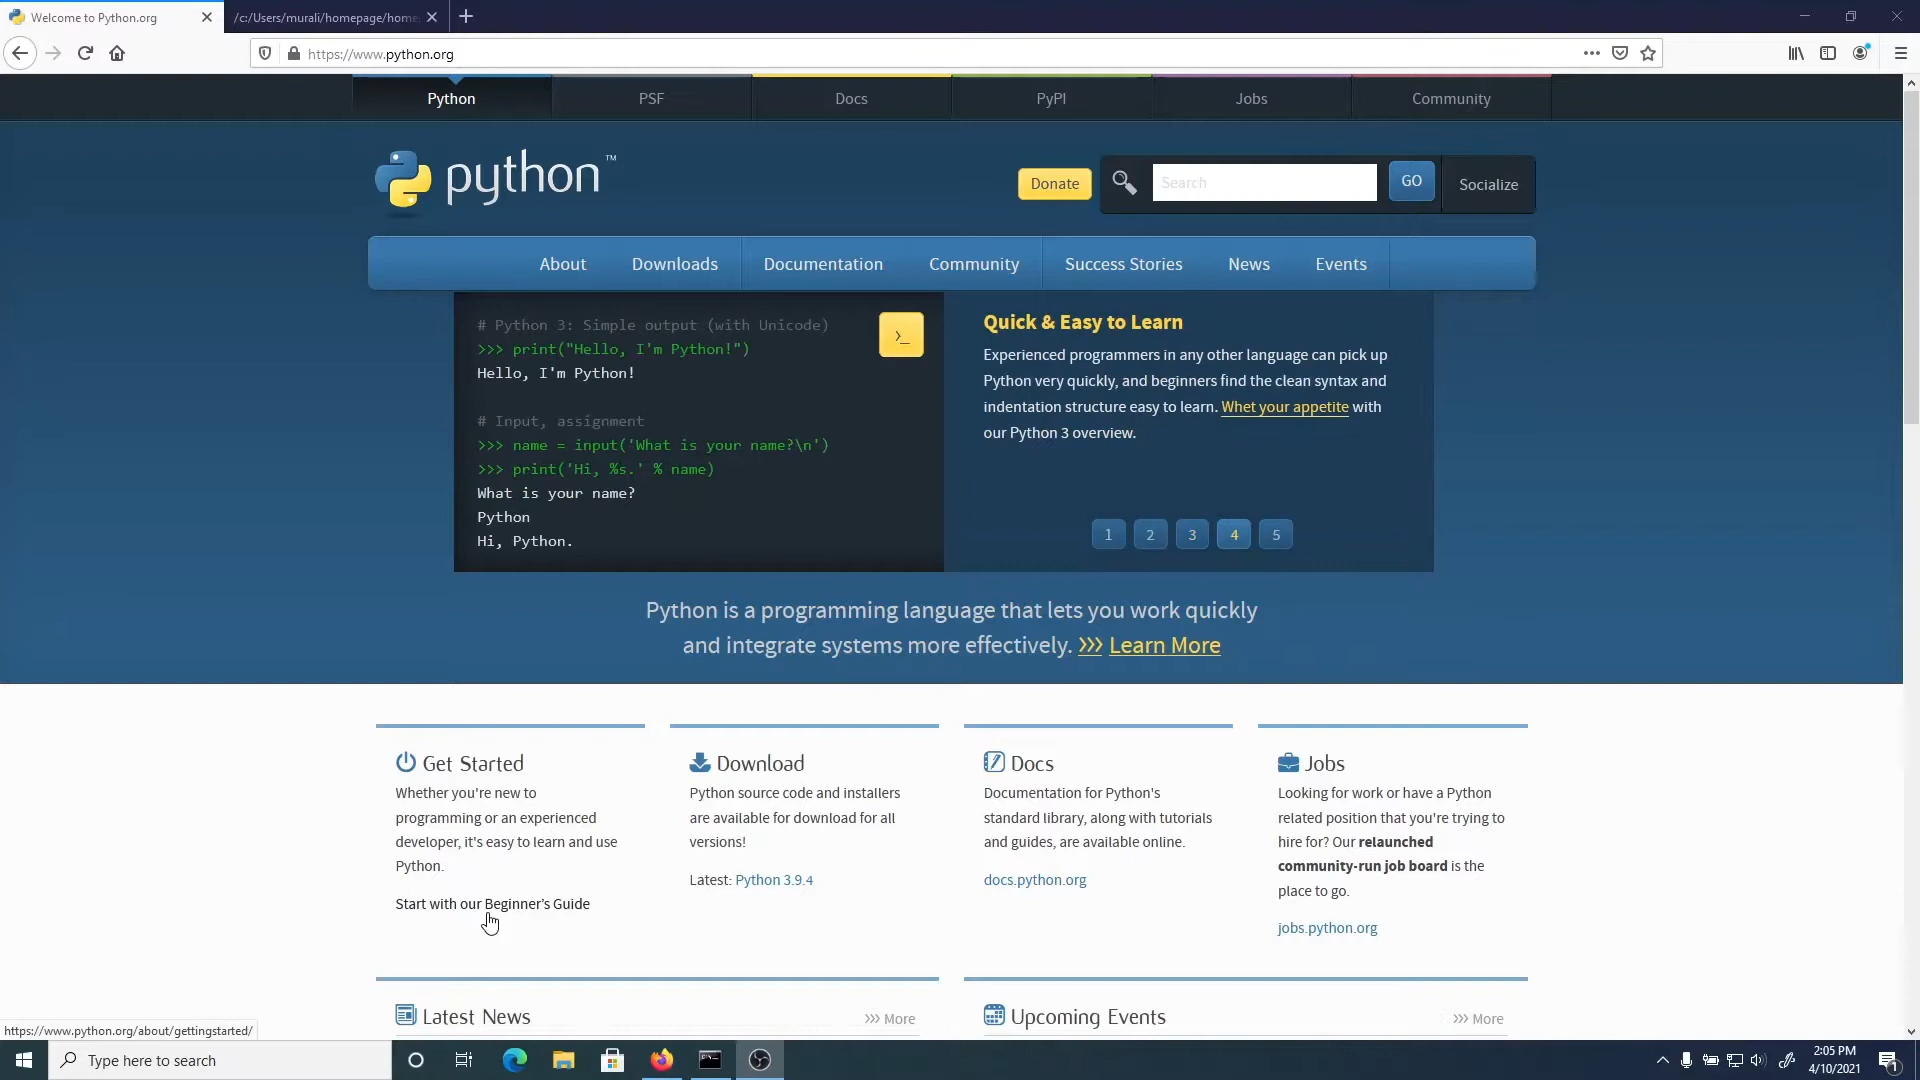 Welcome to Python.org
/c:/Users/murali/homepage/home
https://www.python.org
Python
PSF
Docs
PyPI
Jobs
Community
python™
Donate
Search
GO
Socialize
About
Downloads
Documentation
Community
Success Stories
News
Events
# Python 3: Simple output (with Unicode)
>>> print("Hello, I'm Python!")
Hello, I'm Python!
# Input, assignment
>>> name = input('What is your name?\n')
>>> print('Hi, %s.' % name)
What is your name?
Python
Hi, Python.
>_
Quick & Easy to Learn
Experienced programmers in any other language can pick up
Python very quickly, and beginners find the clean syntax and
indentation structure easy to learn. Whet your appetite with
our Python 3 overview.
1 2 3 4 5
Python is a programming language that lets you work quickly
and integrate systems more effectively. >>> Learn More
Get Started
Whether you're new to
programming or an experienced
developer, it's easy to learn and use
Python.
Start with our Beginner's Guide
Download
Python source code and installers
are available for download for all
versions!
Latest: Python 3.9.4
Docs
Documentation for Python's
standard library, along with tutorials
and guides, are available online.
docs.python.org
Jobs
Looking for work or have a Python
related position that you're trying to
hire for? Our relaunched
community-run job board is the
place to go.
jobs.python.org
Latest News
>>> More
Upcoming Events
>>> More
https://www.python.org/about/gettingstarted/
Type here to search
2:05 PM
4/10/2021
1